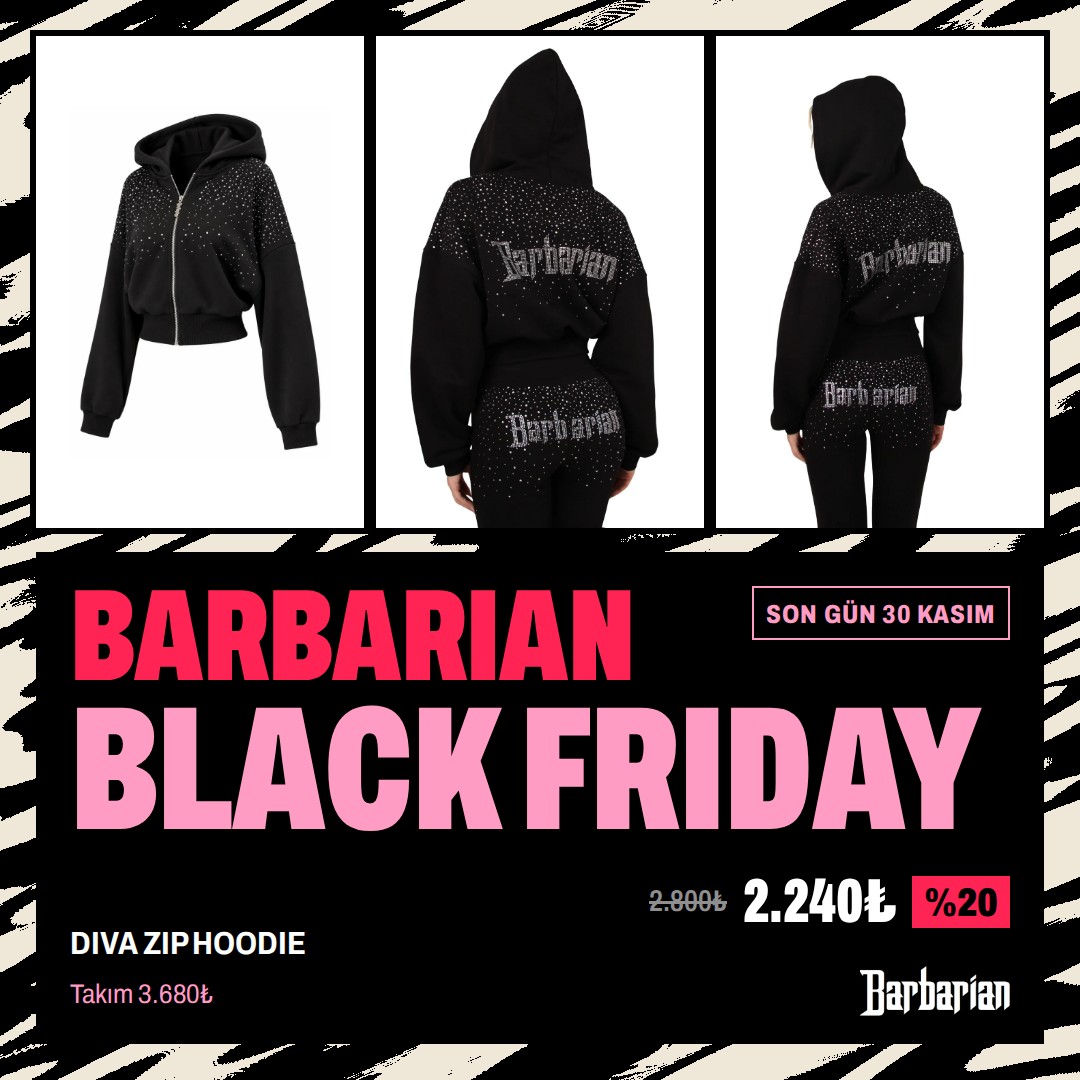 Barbarian
Barbarian
Barbarian
Barbarian
BARBARIAN
SON GÜN 30 KASIM
BLACK FRIDAY
2.800₺ 2.240₺ %20
DIVA ZIP HOODIE
Takım 3.680₺
Barbarian